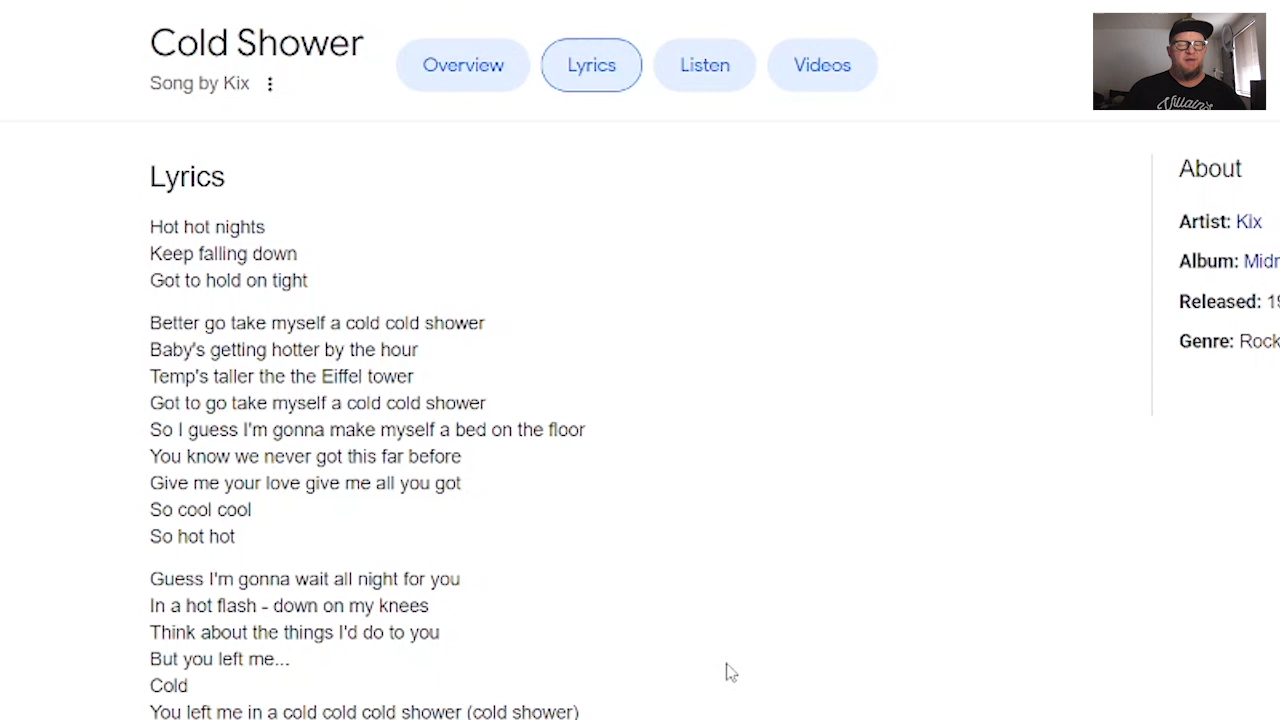 Cold Shower
Song by Kix
Overview
Lyrics
Listen
Videos
Villains
Lyrics
Hot hot nights
Keep falling down
Got to hold on tight
Better go take myself a cold cold shower
Baby's getting hotter by the hour
Temp's taller the the Eiffel tower
Got to go take myself a cold cold shower
So I guess I'm gonna make myself a bed on the floor
You know we never got this far before
Give me your love give me all you got
So cool cool
So hot hot
Guess I'm gonna wait all night for you
In a hot flash - down on my knees
Think about the things I'd do to you
But you left me...
Cold
You left me in a cold cold cold shower (cold shower)
About
Artist: Kix
Album: Midn
Released: 19
Genre: Rock